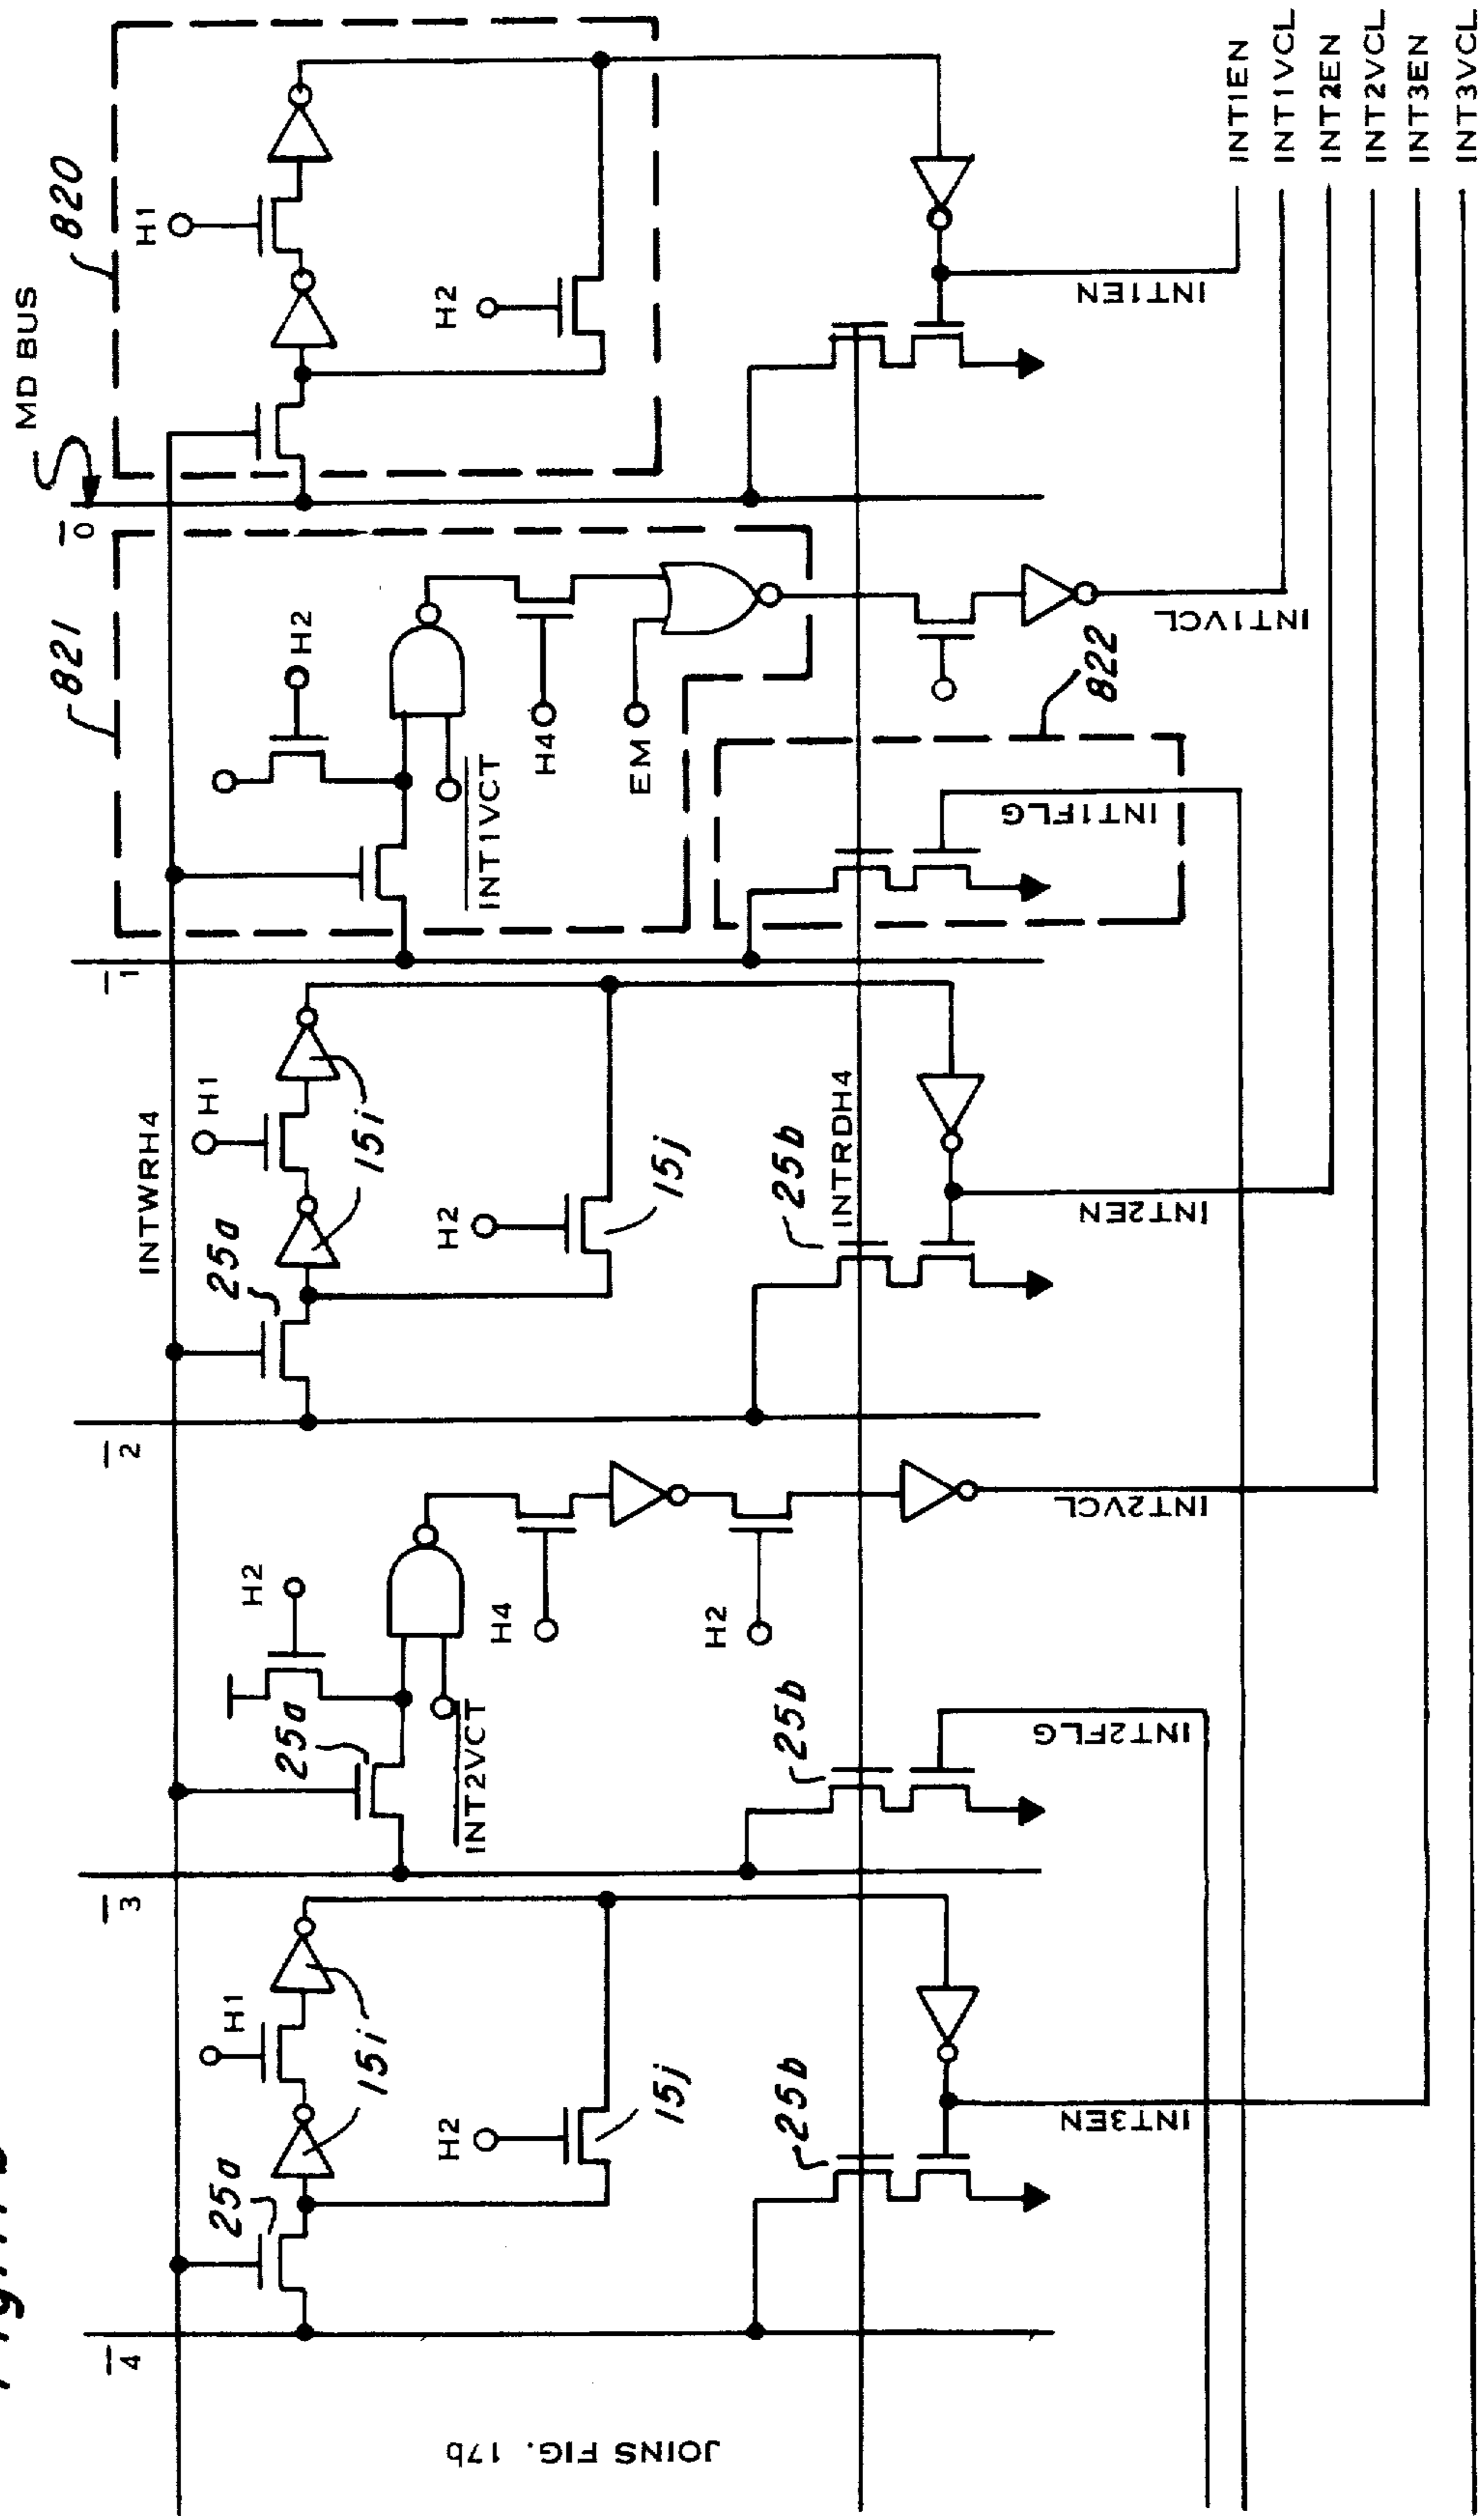 MD BUS
820
821
H1
H2
0
H2
INT1VCT
H4
EM
822
INT1EN
INT1VCL
INT1FLG
1
INTWRH4
H1
25a
15i
H2
15j
25b
INTRDH4
INT2EN
2
H2
25a
INT2VCT
H4
H2
25b
INT2VCL
INT2FLG
3
H1
25a
15i
H2
15j
25b
INT3EN
4
JOINS FIG. 17b
INT1EN
INT1VCL
INT2EN
INT2VCL
INT3EN
INT3VCL